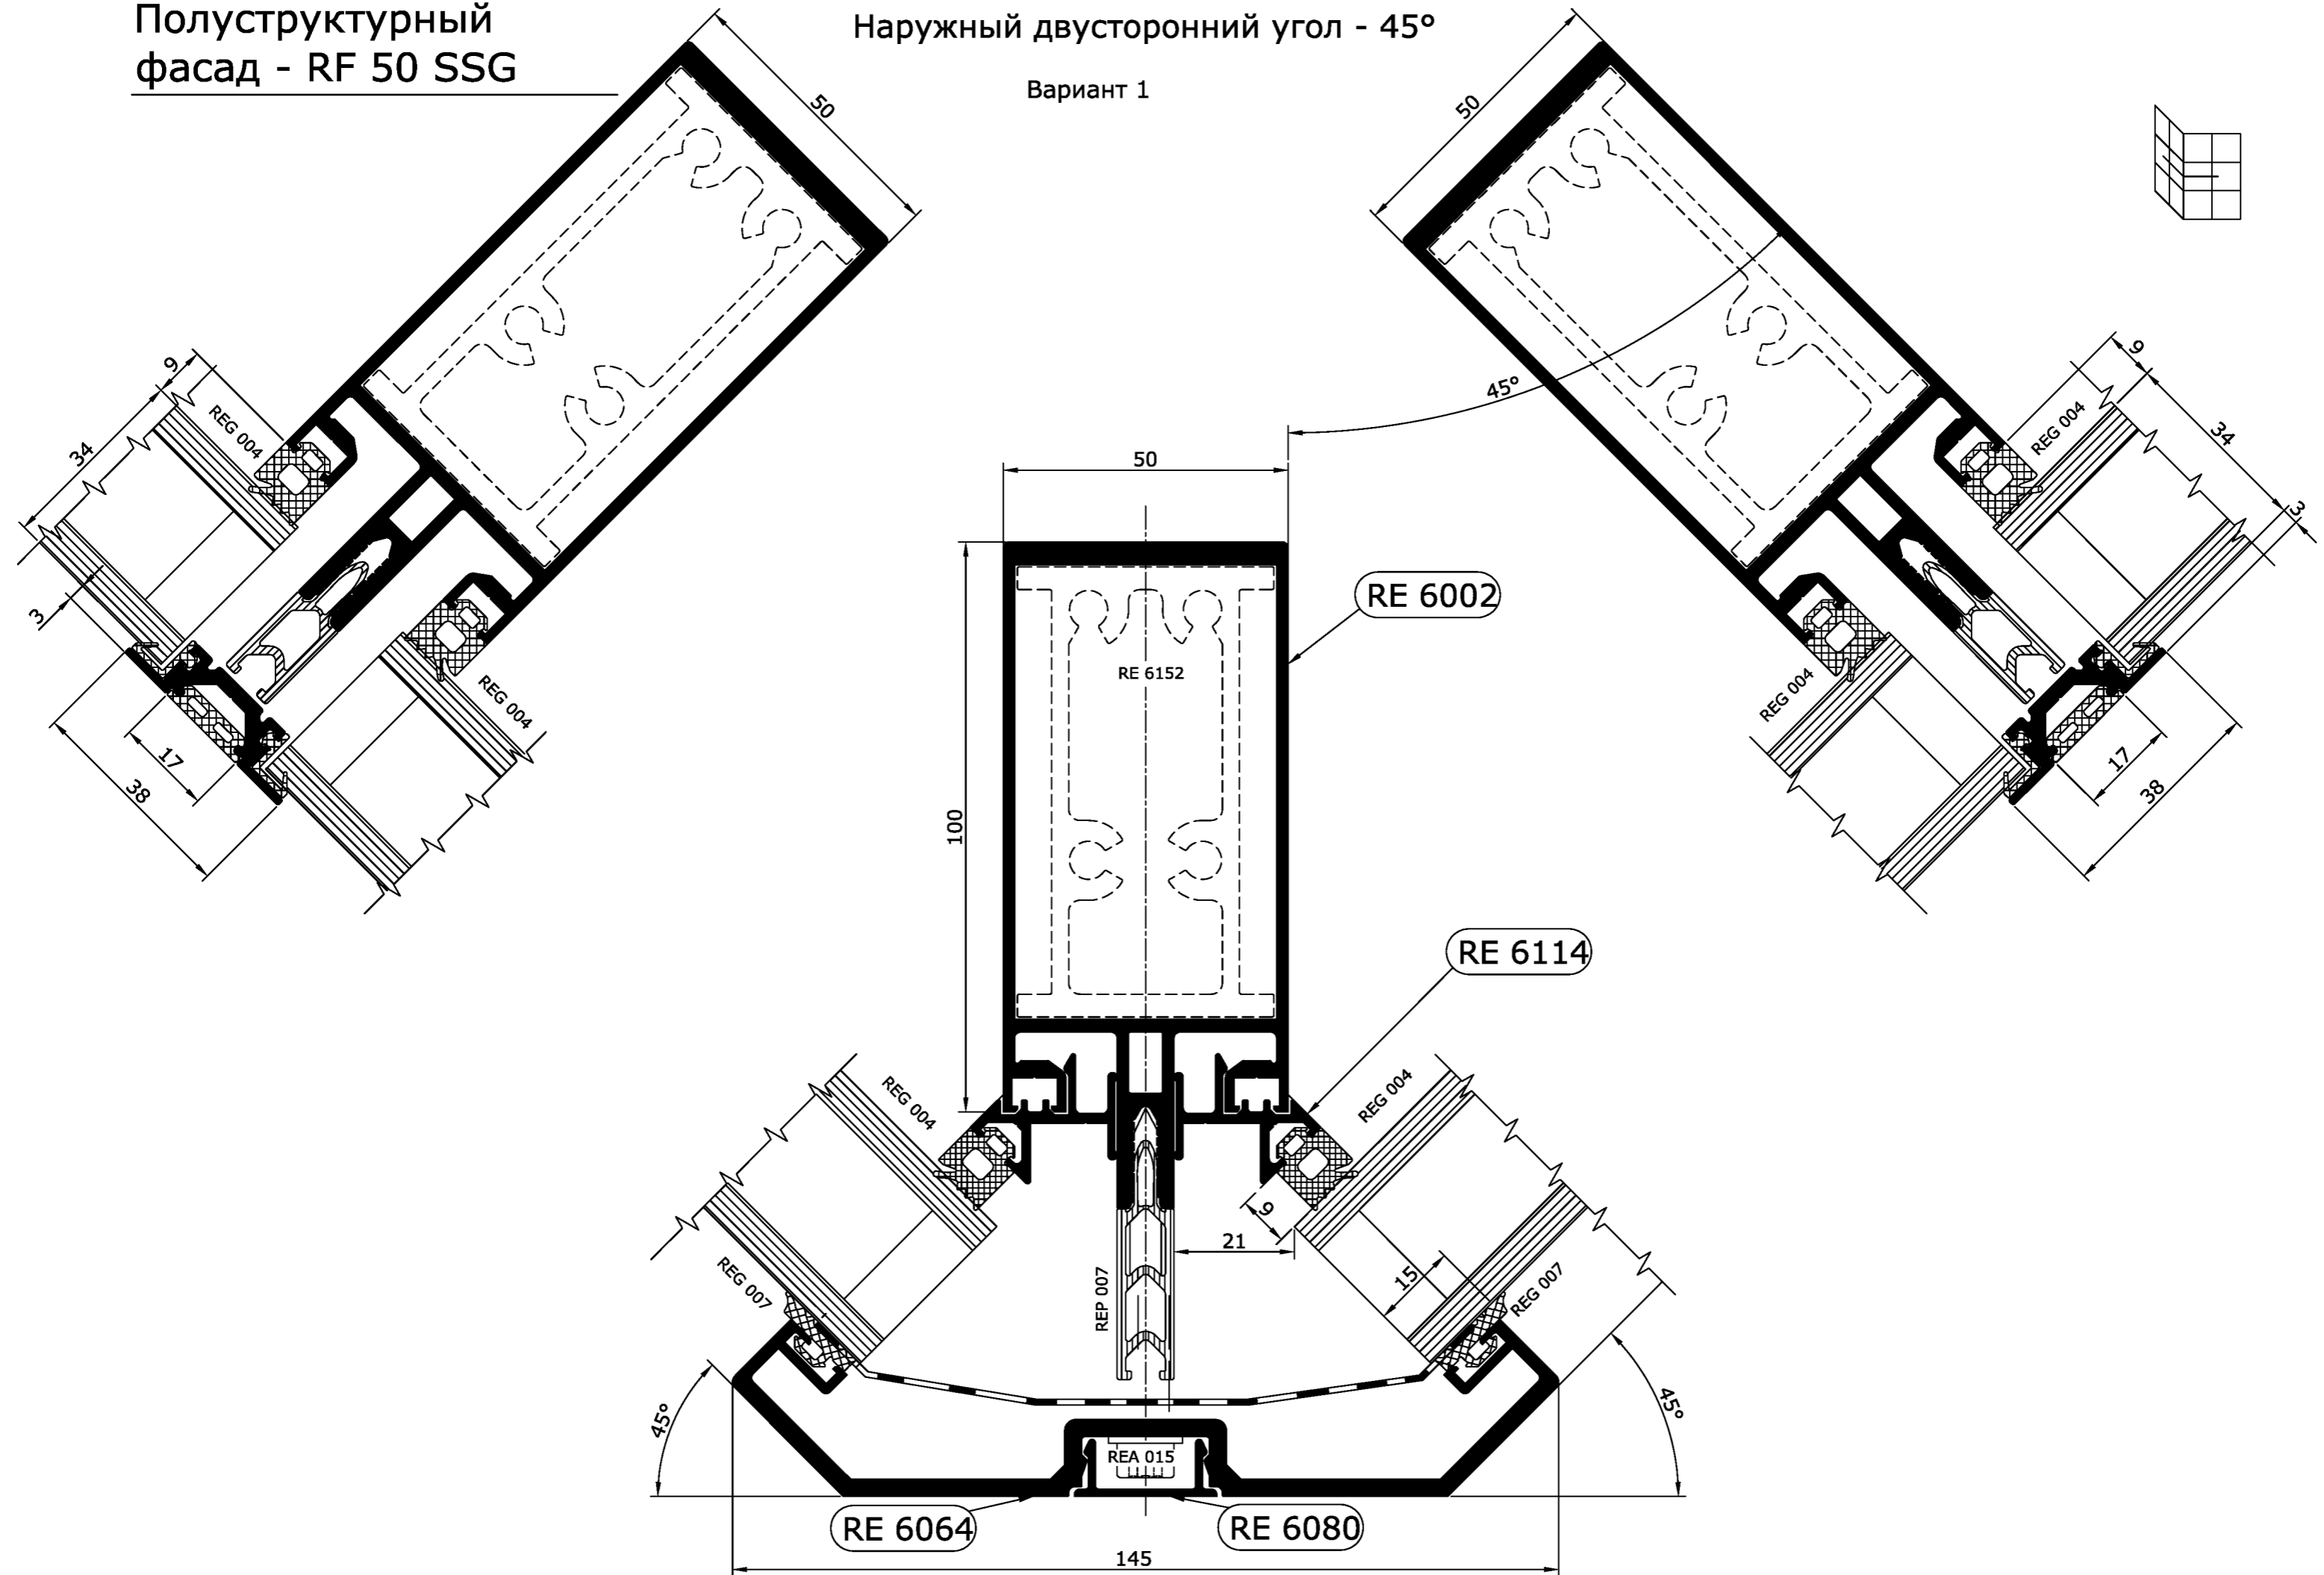 Полуструктурный
фасад - RF 50 SSG
Наружный двусторонний угол - 45°
Вариант 1
50
50
9
34
REG 004
3
REG 004
17
38
45°
9
34
REG 004
3
REG 004
17
38
50
RE 6002
RE 6152
100
RE 6114
REG 004
REG 004
9
21
15
REG 007
REP 007
REG 007
45°
45°
REA 015
RE 6064
RE 6080
145